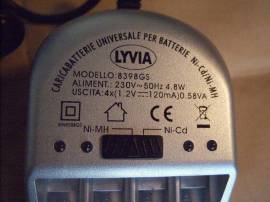 CARICABATTERIE UNIVERSALE PER BATTERIE Ni-Cd/Ni-MH
LYVIA
MODELLO: 8398GS
ALIMENT.: 230V~50Hz 4.8W
USCITA: 4x(1.2V⎓120mA)0.58VA
CE
Ni-MH
Ni-Cd